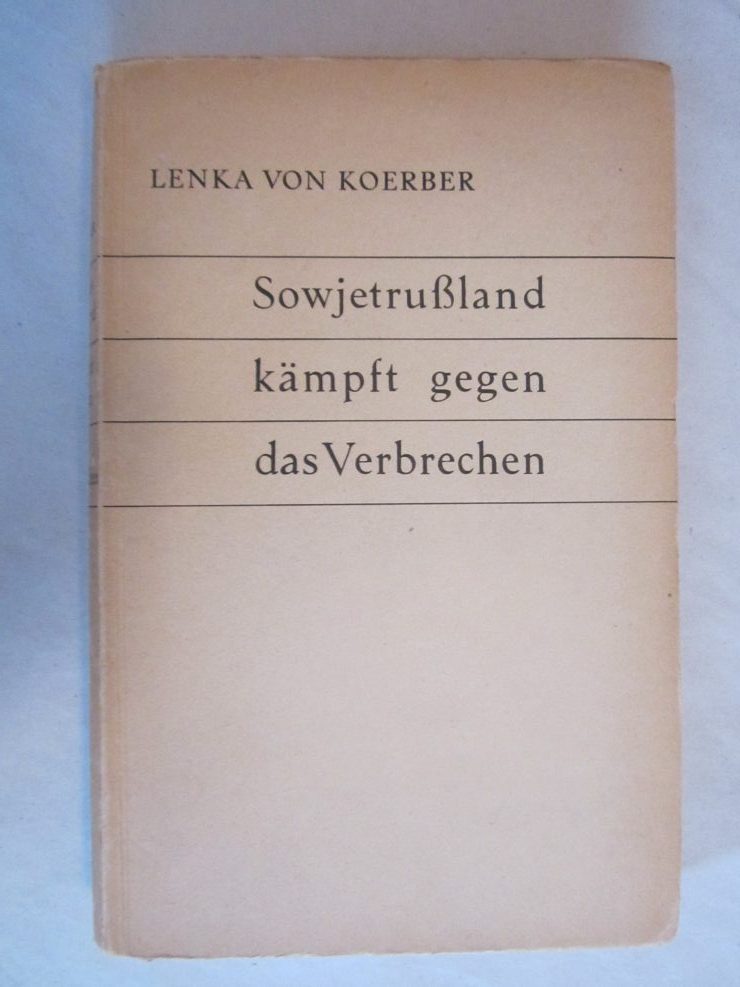 LENKA VON KOERBER
Sowjetrußland
kämpft gegen
das Verbrechen